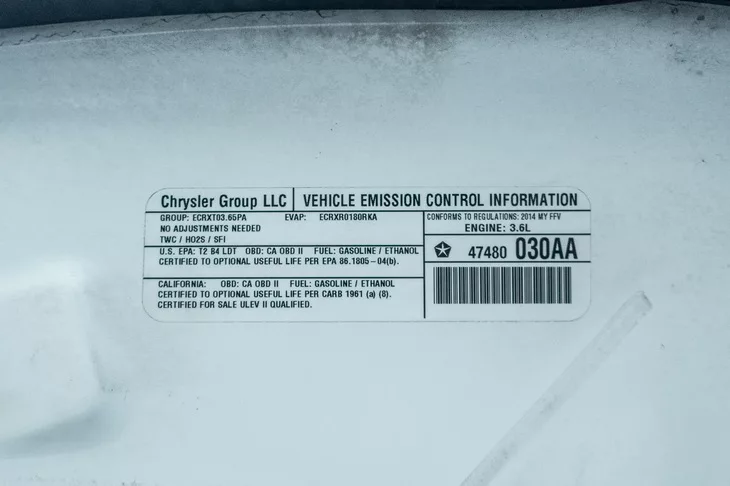 Chrysler Group LLC VEHICLE EMISSION CONTROL INFORMATION
GROUP: ECRXT03.65PA EVAP: ECRXR0180RKA
NO ADJUSTMENTS NEEDED
TWC / HO2S / SFI
CONFORMS TO REGULATIONS: 2014 MY FFV
ENGINE: 3.6L
U.S. EPA: T2 B4 LDT OBD: CA OBD II FUEL: GASOLINE / ETHANOL
CERTIFIED TO OPTIONAL USEFUL LIFE PER EPA 86.1805-04(b).
47480 030AA
CALIFORNIA: OBD: CA OBD II FUEL: GASOLINE / ETHANOL
CERTIFIED TO OPTIONAL USEFUL LIFE PER CARB 1961 (a) (8).
CERTIFIED FOR SALE ULEV II QUALIFIED.